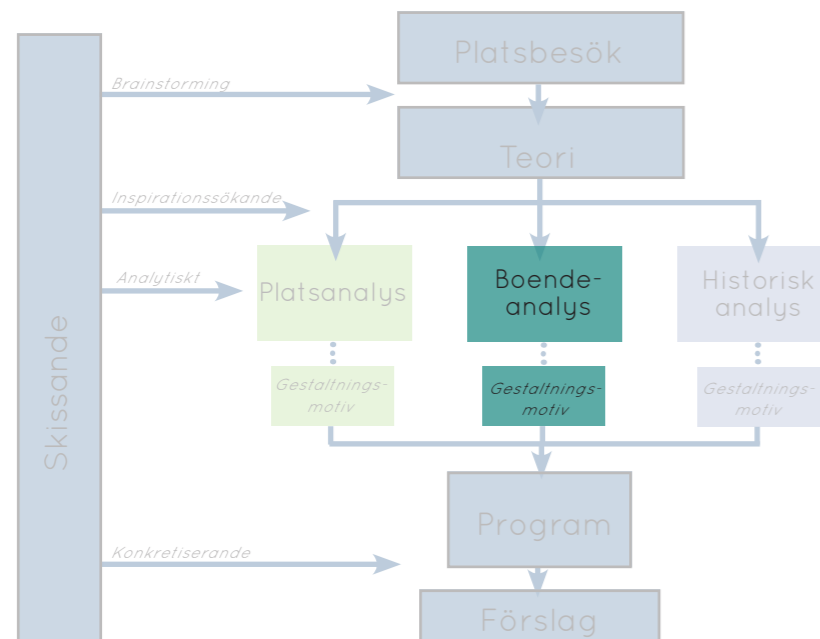 Platsbesök
Brainstorming
Teori
Inspirationssökande
Analytiskt
Platsanalys
Boende-
analys
Historisk
analys
Gestaltnings-
motiv
Gestaltnings-
motiv
Gestaltnings-
motiv
Skissande
Program
Konkretiserande
Förslag